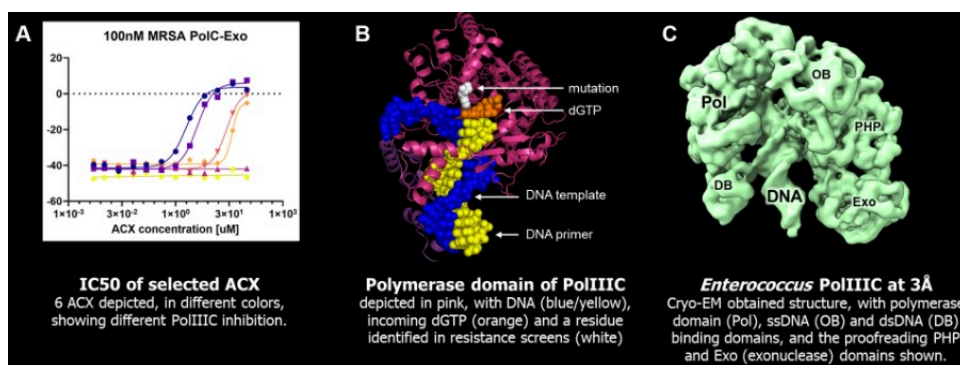 A
100nM MRSA PolC-Exo
20
0
-20
-40
-60
1×10-3
3×10-2
1×100
3×101
1×103
ACX concentration [uM]
IC50 of selected ACX
6 ACX depicted, in different colors,
showing different PolIIIC inhibition.
B
mutation
dGTP
DNA template
DNA primer
Polymerase domain of PolIIIC
depicted in pink, with DNA (blue/yellow),
incoming dGTP (orange) and a residue
identified in resistance screens (white)
C
Pol
OB
PHP
DB
DNA
Exo
Enterococcus PolIIIC at 3Å
Cryo-EM obtained structure, with polymerase
domain (Pol), ssDNA (OB) and dsDNA (DB)
binding domains, and the proofreading PHP
and Exo (exonuclease) domains shown.